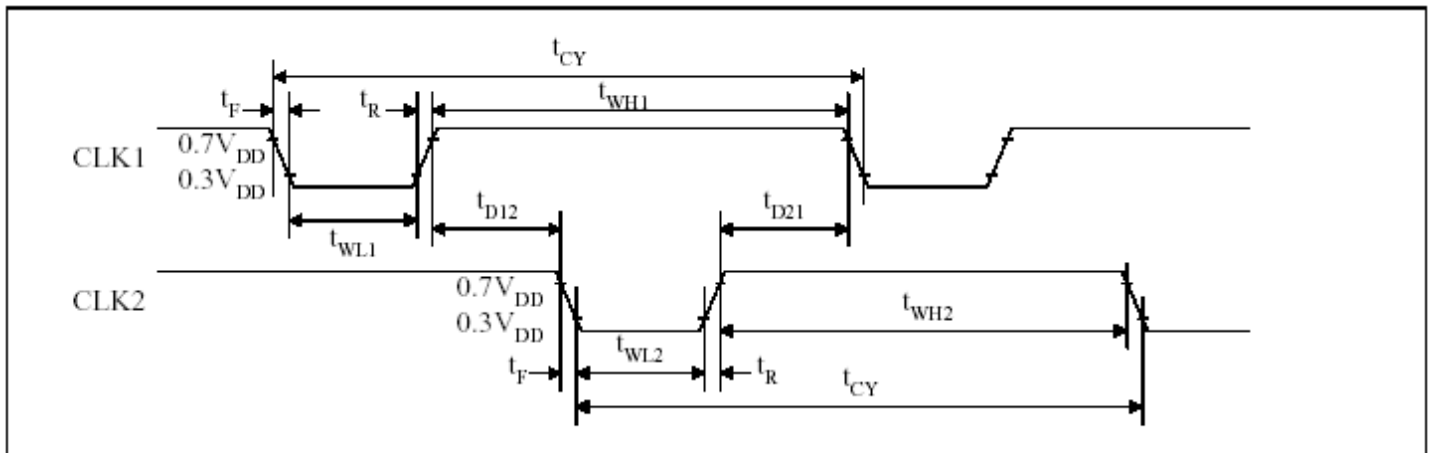 tCY
tF tR tWH1
CLK1 0.7VDD
0.3VDD
tD12 tD21
tWL1
CLK2 0.7VDD
0.3VDD
tWH2
tWL2
tF tR
tCY